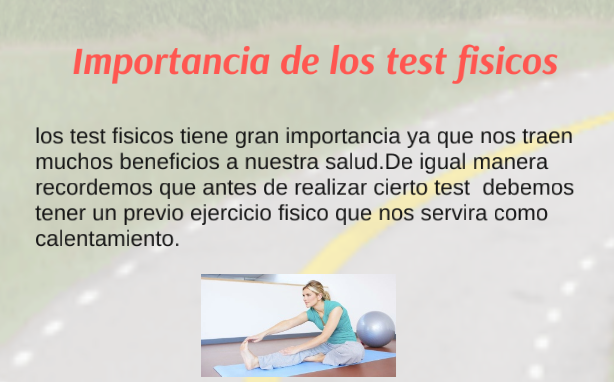 Importancia de los test fisicos
los test fisicos tiene gran importancia ya que nos traen
muchos beneficios a nuestra salud.De igual manera
recordemos que antes de realizar cierto test  debemos
tener un previo ejercicio fisico que nos servira como
calentamiento.